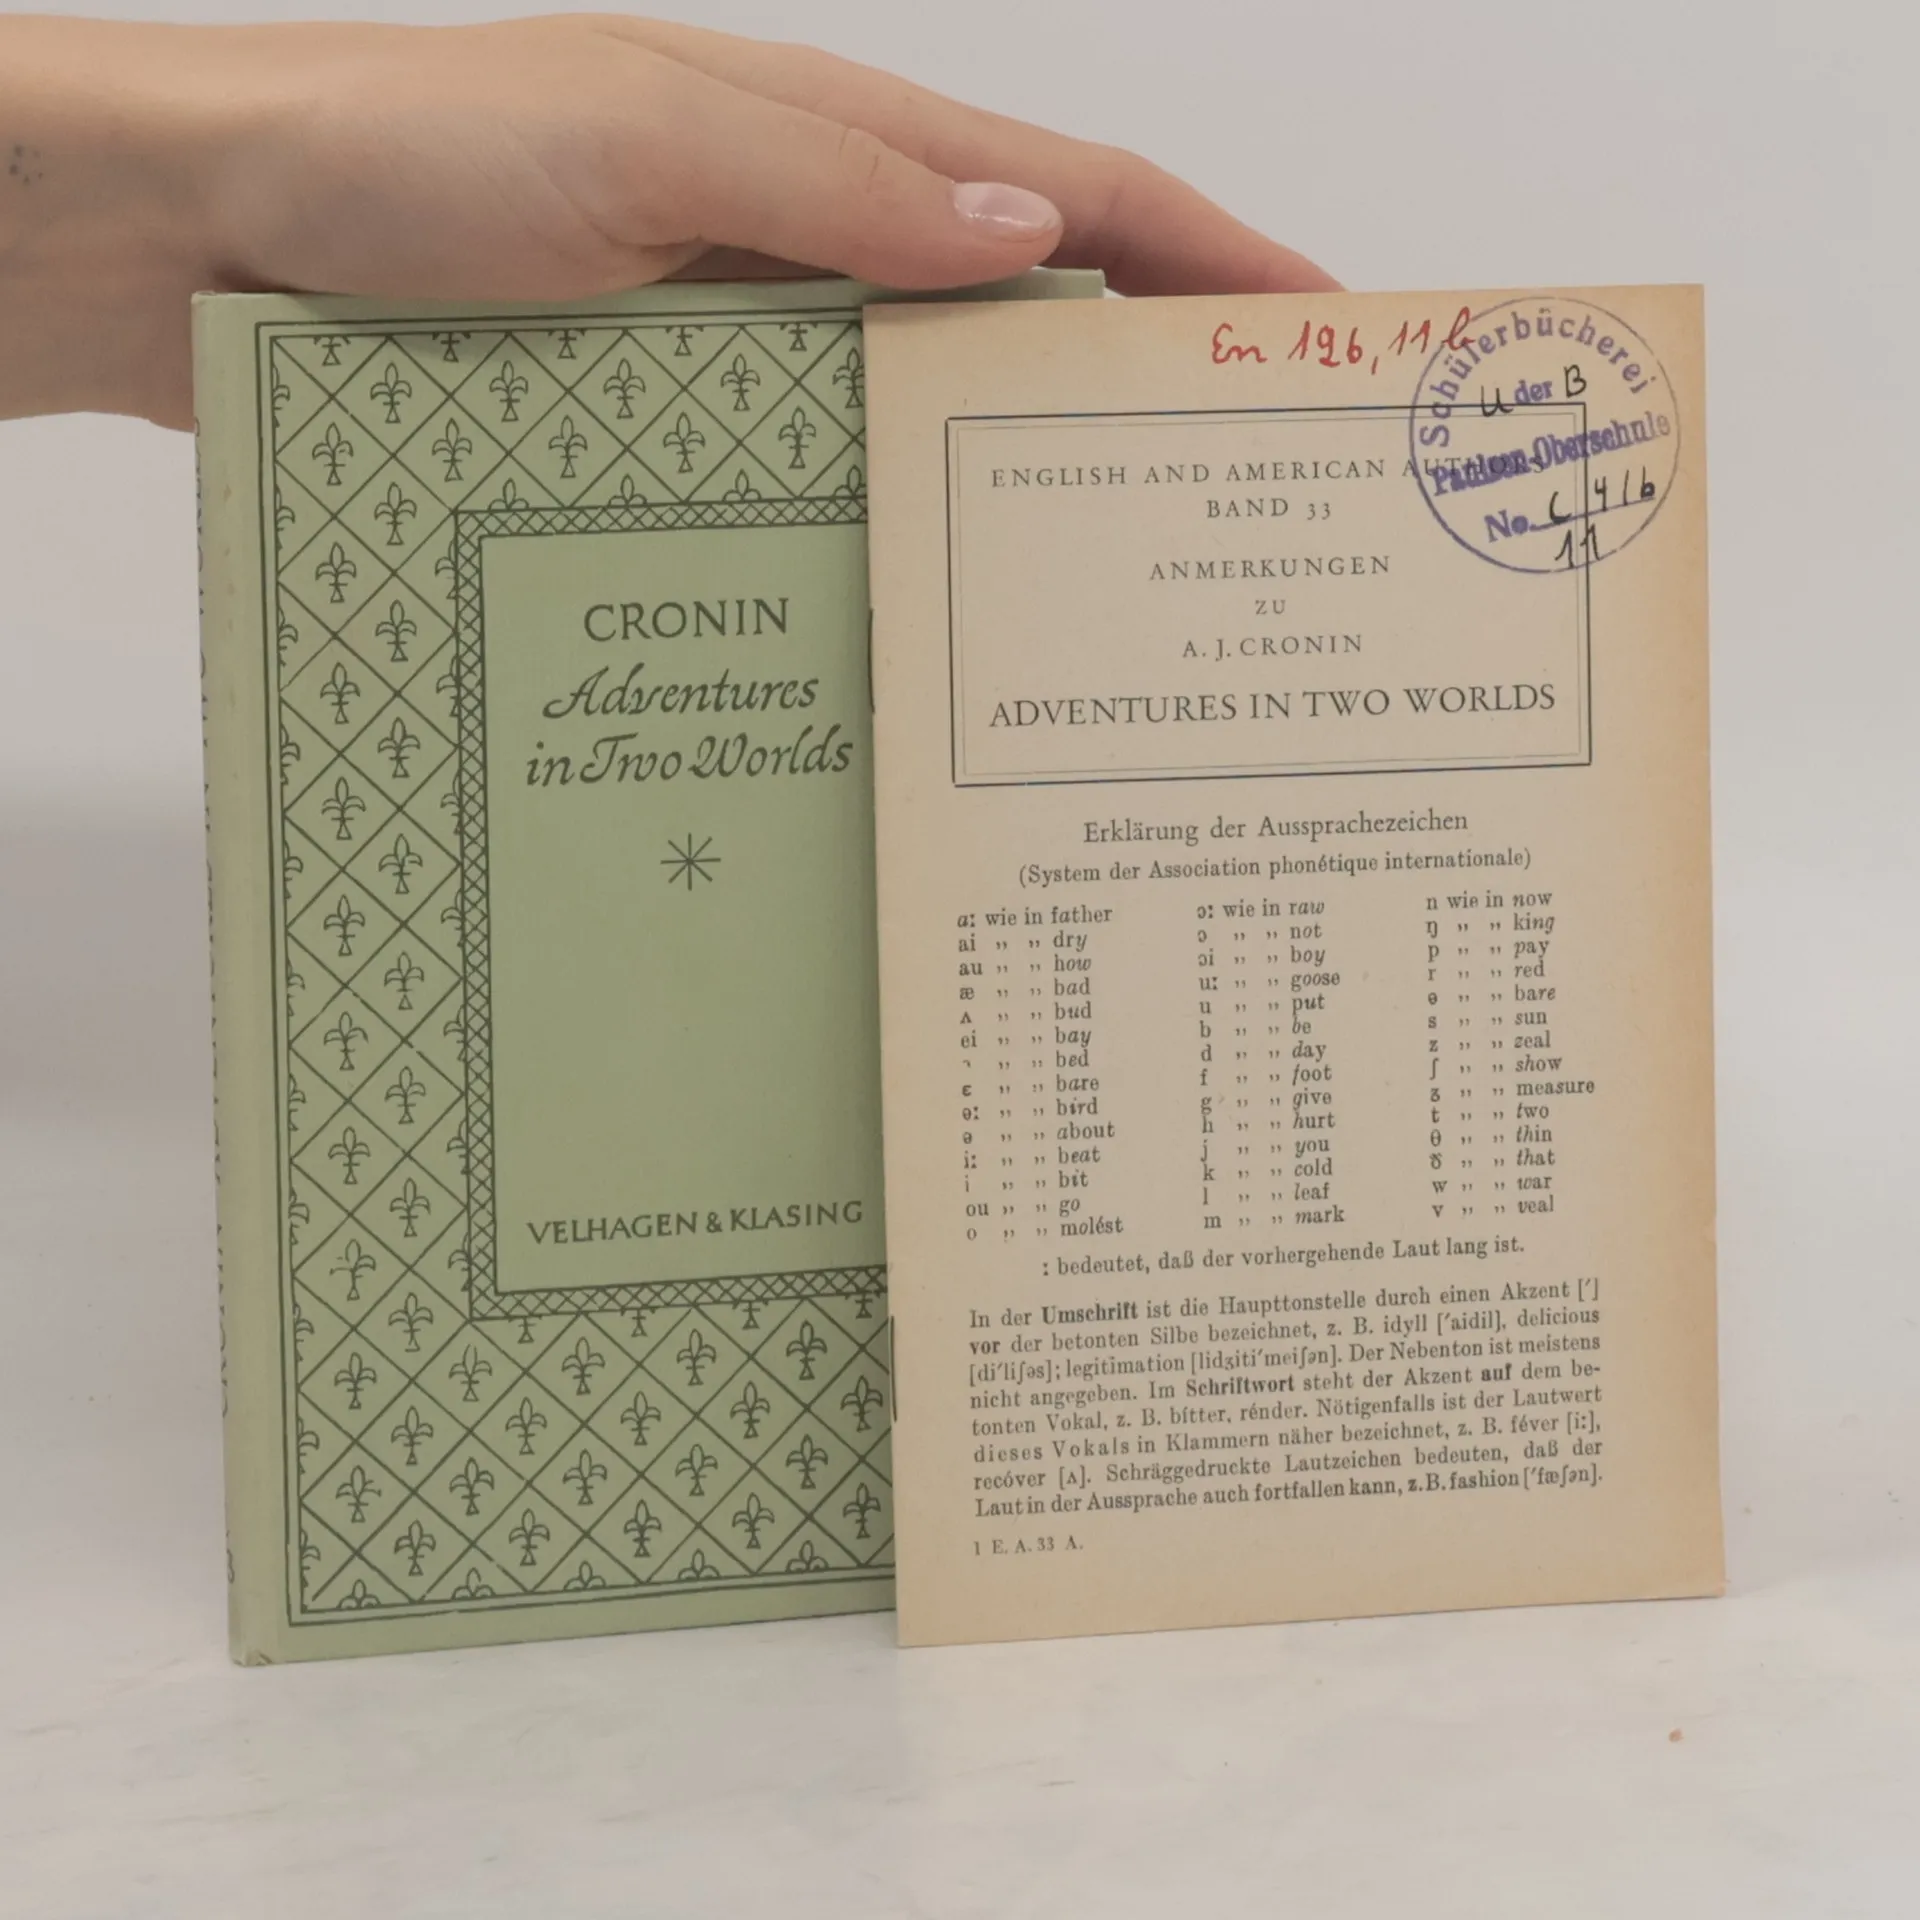 CRONIN
Adventures
in Two Worlds
VELHAGEN & KLASING
En 126, 11 b
Schülerbücherei
U der B
Paulsen-Oberschule
No. C 4/b
11
ENGLISH AND AMERICAN AUTHORS
BAND 33
ANMERKUNGEN
ZU
A. J. CRONIN
ADVENTURES IN TWO WORLDS
Erklärung der Aussprachezeichen
(System der Association phonétique internationale)
a: wie in father
ai „ „ dry
au „ „ how
æ „ „ bad
ʌ „ „ bud
ei „ „ bay
„ „ bed
ɛ „ „ bare
ə: „ „ bird
ə „ „ about
i: „ „ beat
i „ „ bit
ou „ „ go
o „ „ molést
ɔ: wie in raw
ɔ „ „ not
ɔi „ „ boy
u: „ „ goose
u „ „ put
b „ „ be
d „ „ day
f „ „ foot
g „ „ give
h „ „ hurt
j „ „ you
k „ „ cold
l „ „ leaf
m „ „ mark
n wie in now
ŋ „ „ king
p „ „ pay
r „ „ red
ə „ „ bare
s „ „ sun
z „ „ zeal
ʃ „ „ show
ʒ „ „ measure
t „ „ two
θ „ „ thin
ð „ „ that
w „ „ war
v „ „ veal
: bedeutet, daß der vorhergehende Laut lang ist.
In der Umschrift ist die Haupttonstelle durch einen Akzent [′]
vor der betonten Silbe bezeichnet, z. B. idyll [′aidil], delicious
[di′liʃəs]; legitimation [lidʒiti′meiʃən]. Der Nebenton ist meistens
nicht angegeben. Im Schriftwort steht der Akzent auf dem be-
tonten Vokal, z. B. bítter, rénder. Nötigenfalls ist der Lautwert
dieses Vokals in Klammern näher bezeichnet, z. B. féver [i:],
recóver [ʌ]. Schräggedruckte Lautzeichen bedeuten, daß der
Laut in der Aussprache auch fortfallen kann, z.B. fashion [′fæʃən].
1 E. A. 33 A.